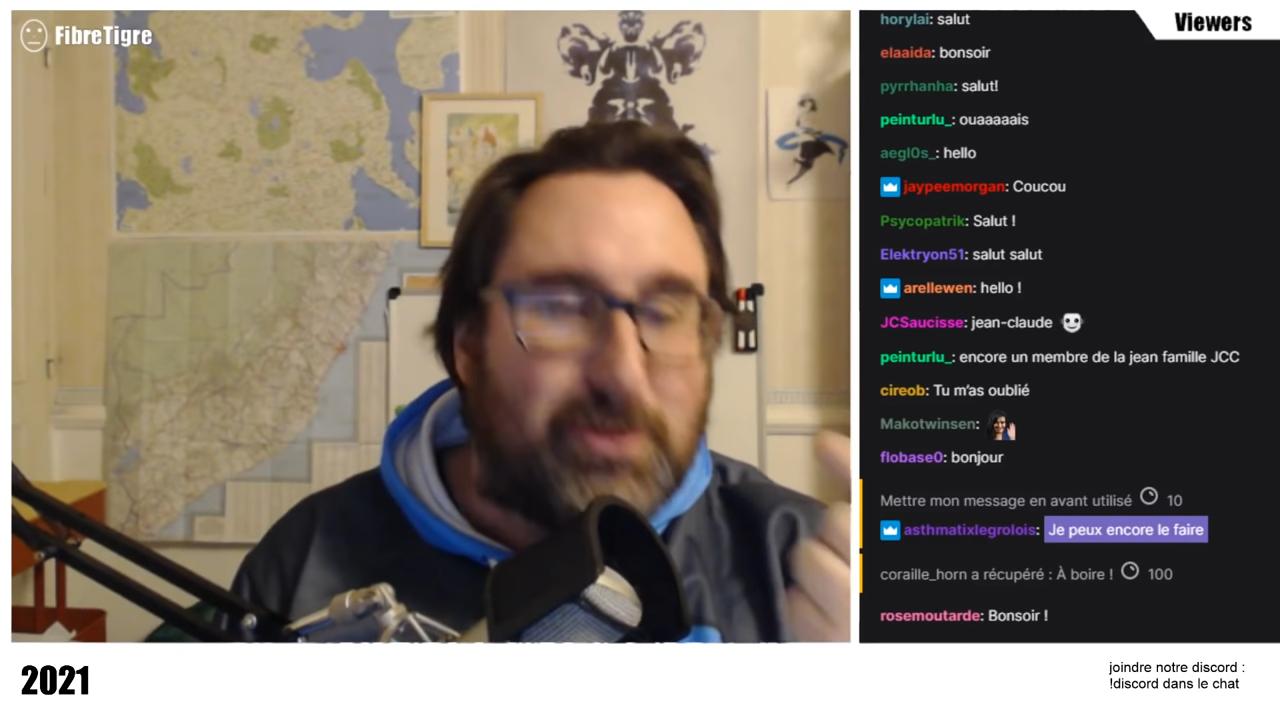 FibreTigre
Viewers
horylai: salut
elaaida: bonsoir
pyrrhanha: salut!
peinturlu_: ouaaaaais
aegl0s_: hello
jaypeemorgan: Coucou
Psycopatrik: Salut !
Elektryon51: salut salut
arellewen: hello !
JCSaucisse: jean-claude
peinturlu_: encore un membre de la jean famille JCC
cireob: Tu m'as oublié
Makotwinsen:
flobase0: bonjour
Mettre mon message en avant utilisé 10
asthmatixlegrolois: Je peux encore le faire
coraille_horn a récupéré : À boire ! 100
rosemoutarde: Bonsoir !
2021
joindre notre discord :
!discord dans le chat